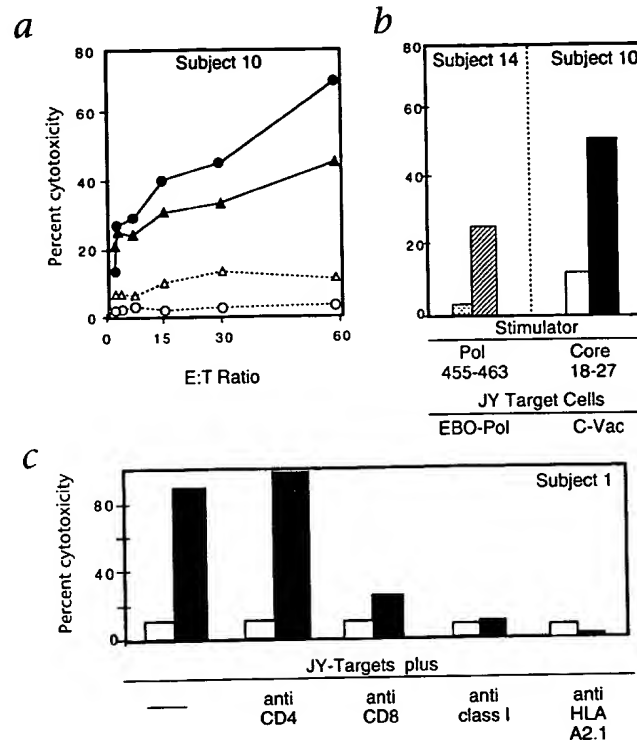 a
Subject 10
Percent cytotoxicity
80
60
40
20
0
0
15
30
60
E:T Ratio
b
Subject 14
Subject 10
80
60
40
20
0
Stimulator
Pol
455-463
Core
18-27
JY Target Cells
EBO-Pol
C-Vac
c
Subject 1
Percent cytotoxicity
80
40
0
JY-Targets plus
anti
CD4
anti
CD8
anti
class I
anti
HLA
A2.1